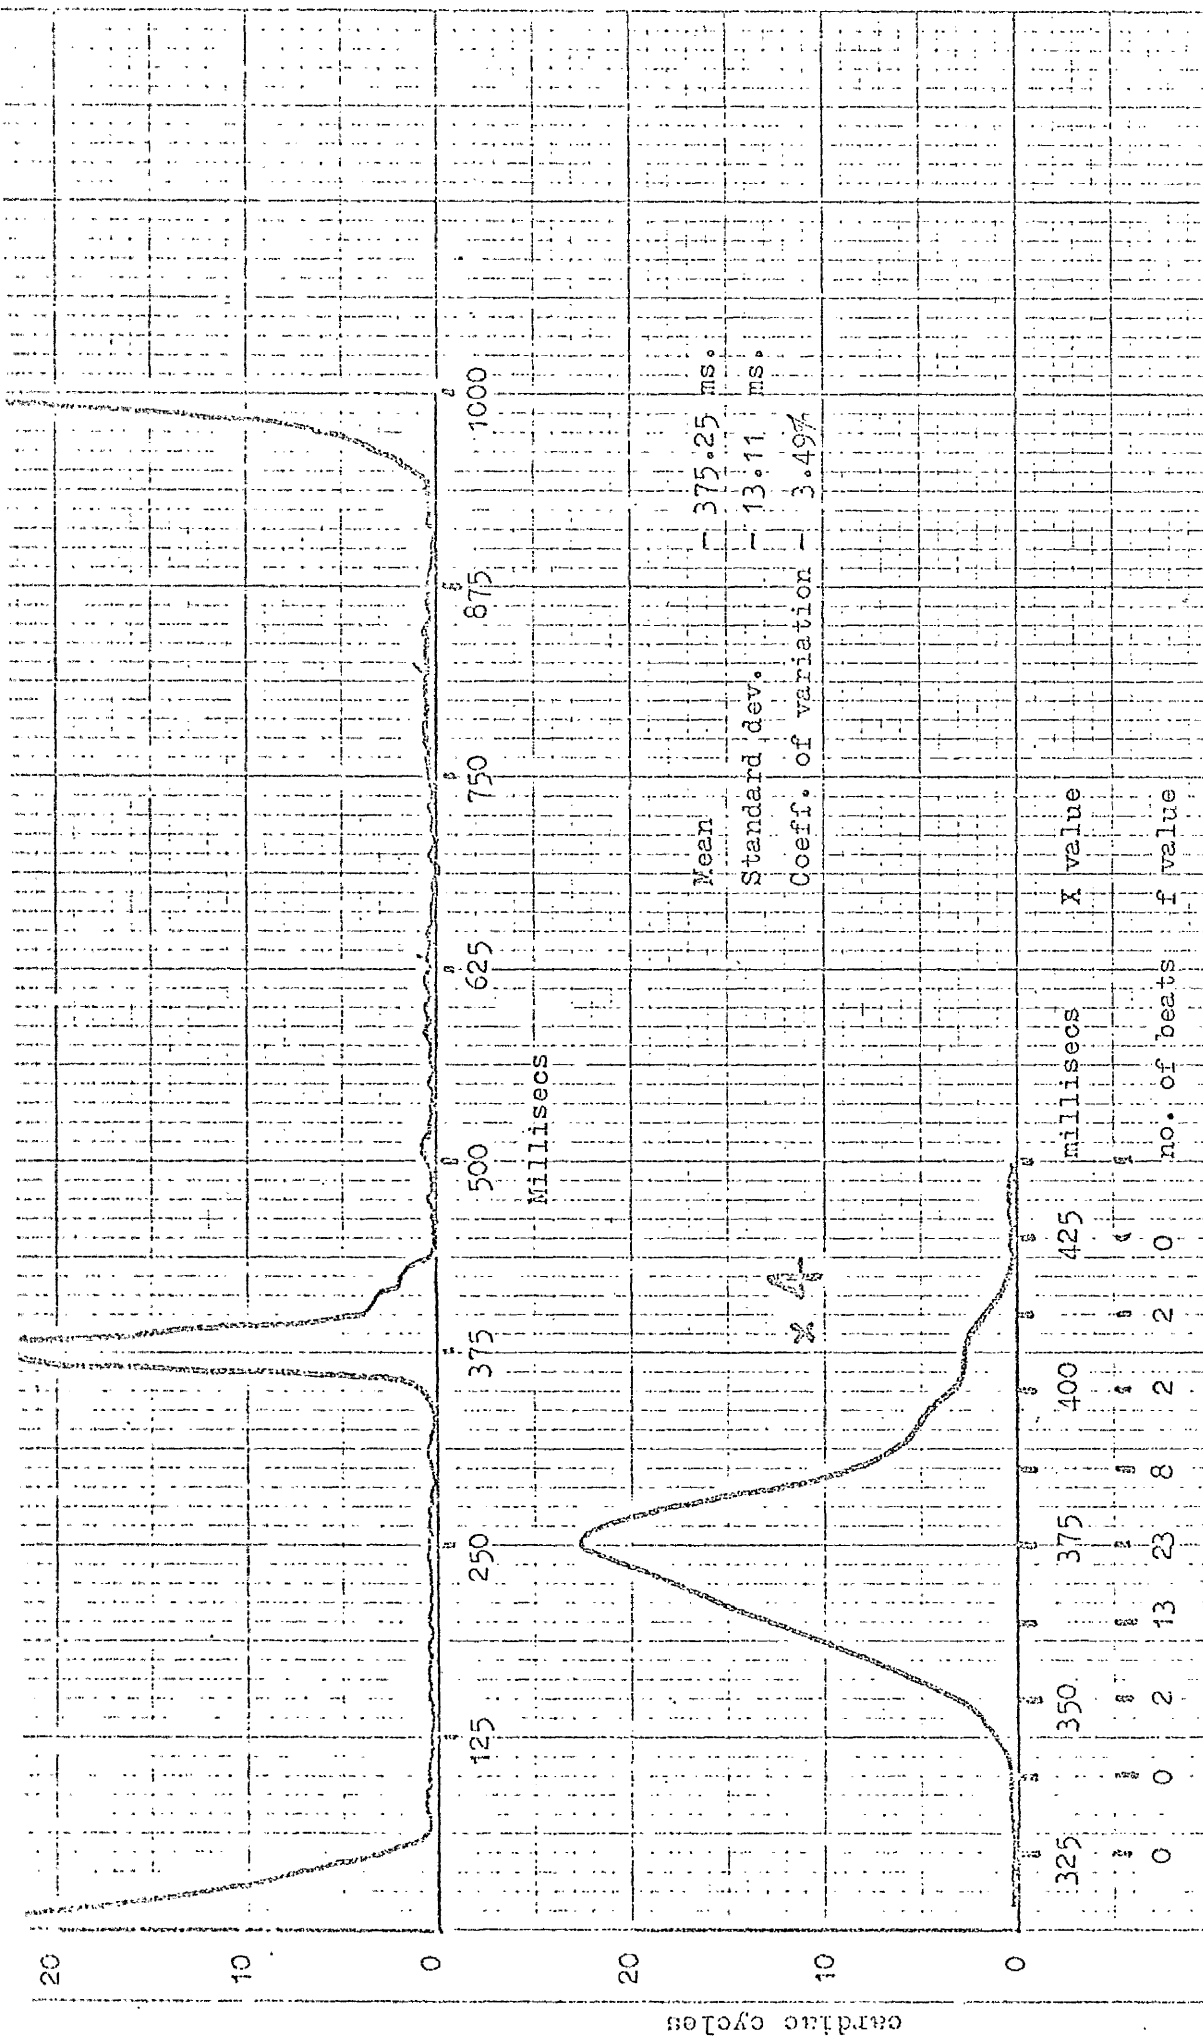 20
10
0
125 250 375 500 625 750 875 1000
Millisecs
cardiac cycles
20
10
0
Mean — 375·25 ms.
Standard dev. — 13·11 ms.
Coeff. of variation — 3·49%
× 4
325 350 375 400 425 millisecs X value
0 0 2 13 23 8 2 2 0 no. of beats f value